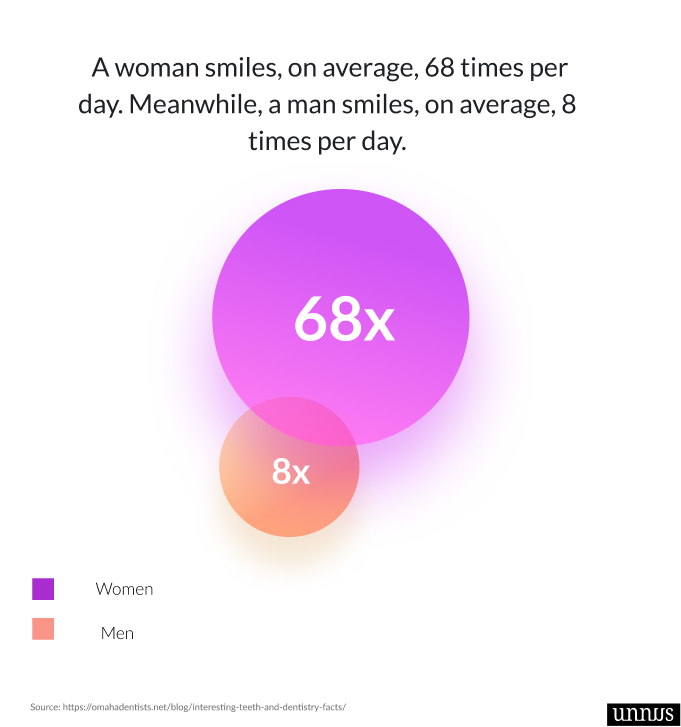 A woman smiles, on average, 68 times per
day. Meanwhile, a man smiles, on average, 8
times per day.
68x
8x
Women
Men
Source: https://omahadentists.net/blog/interesting-teeth-and-dentistry-facts/